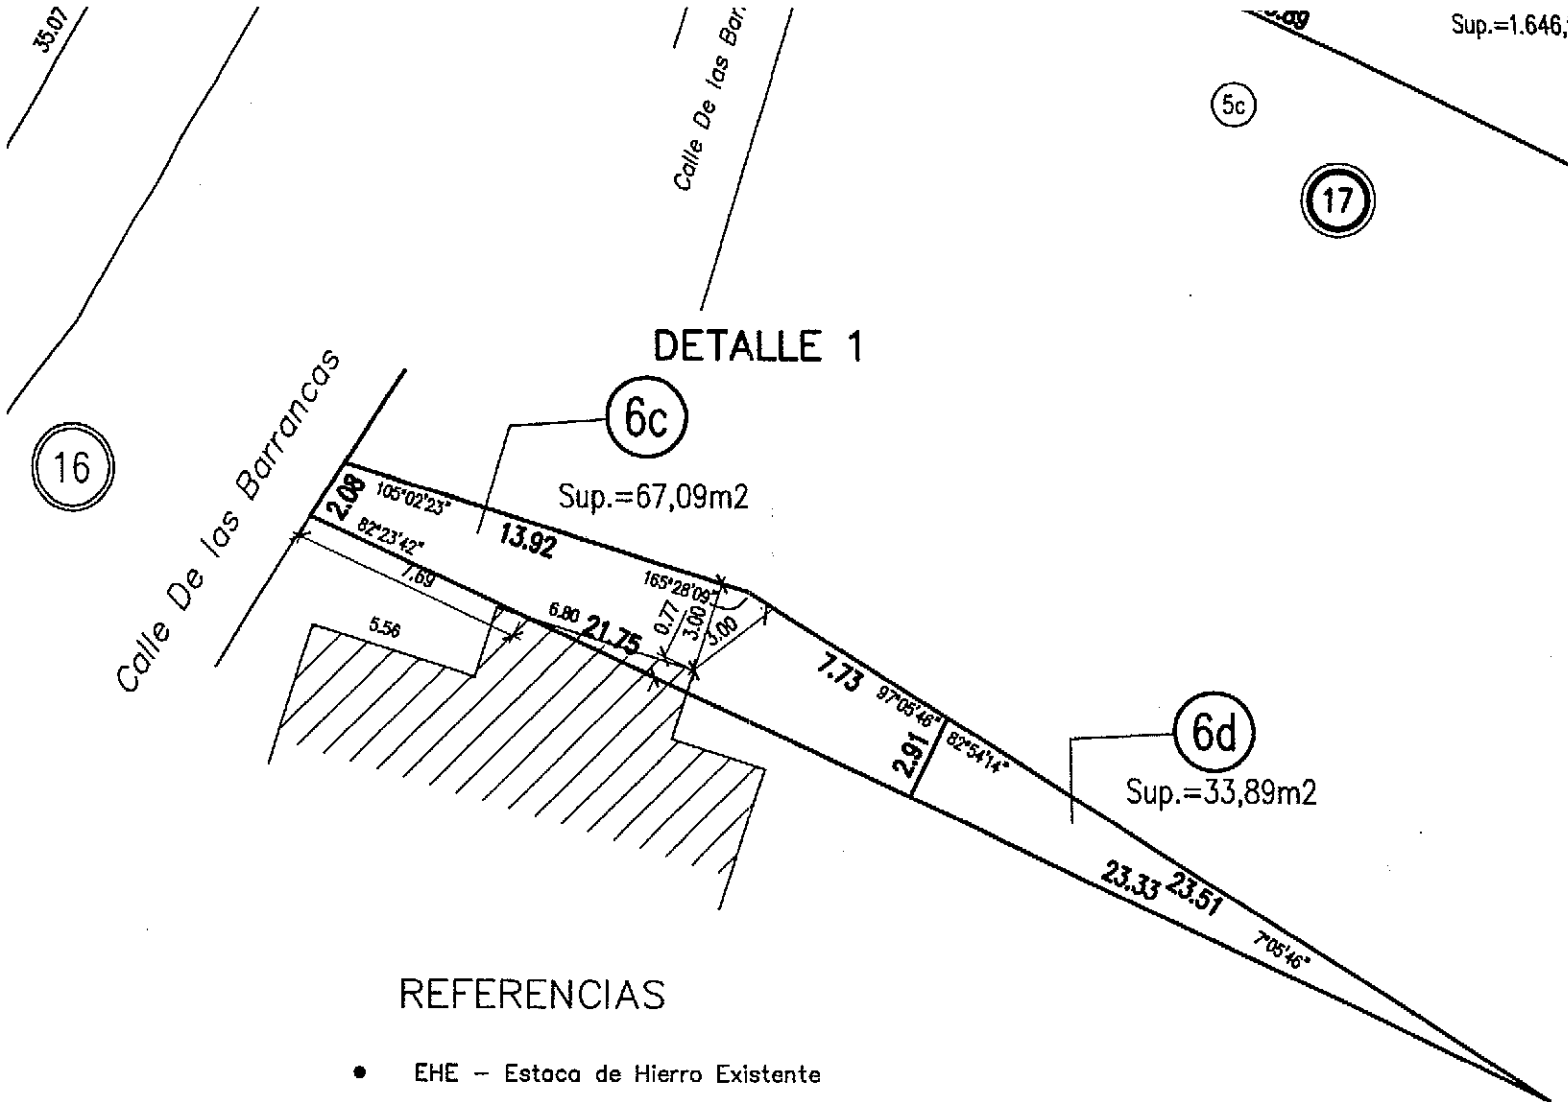 35.07
Calle De las Bar.
Sup.=1.646,
5c
17
DETALLE 1
16
Calle De las Barrancas
6c
Sup.=67,09m2
2.08
105°02'23"
82°23'42"
13.92
7.69
165°28'09"
5.56
6.80
21.75
0.77
3.00
3.00
7.73
97°05'46"
2.91
82°54'14"
6d
Sup.=33,89m2
23.33
23.51
7°05'46"
REFERENCIAS
● EHE – Estaca de Hierro Existente